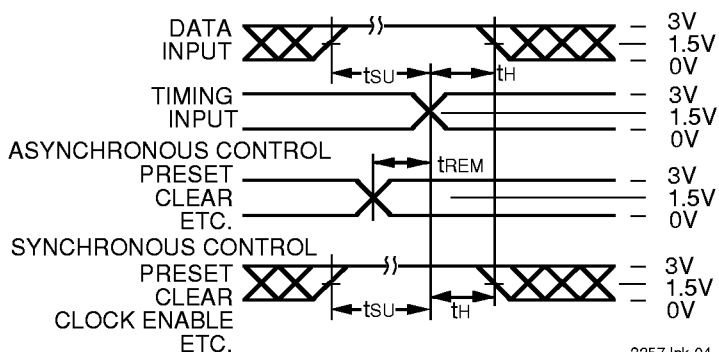 DATA INPUT
3V
1.5V
0V
tSU
tH
TIMING INPUT
3V
1.5V
0V
ASYNCHRONOUS CONTROL
tREM
PRESET
CLEAR
ETC.
3V
1.5V
0V
SYNCHRONOUS CONTROL
PRESET
CLEAR
CLOCK ENABLE
ETC.
3V
1.5V
0V
tSU
tH